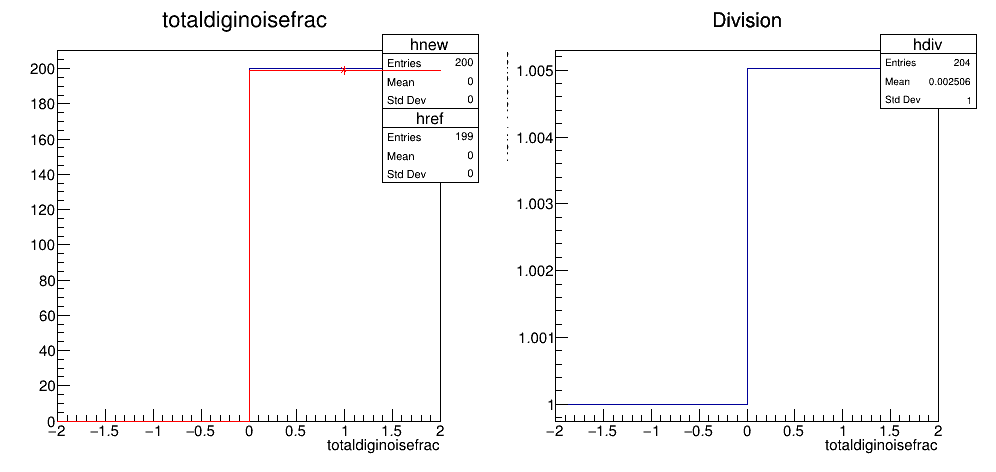 totaldiginoisefrac
hnew
Entries 200
Mean 0
Std Dev 0
href
Entries 199
Mean 0
Std Dev 0
200
180
160
140
120
100
80
60
40
20
0
−2 −1.5 −1 −0.5 0 0.5 1 1.5 2
totaldiginoisefrac
Division
hdiv
Entries 204
Mean 0.002506
Std Dev 1
1.005
1.004
1.003
1.002
1.001
1
−2 −1.5 −1 −0.5 0 0.5 1 1.5 2
totaldiginoisefrac